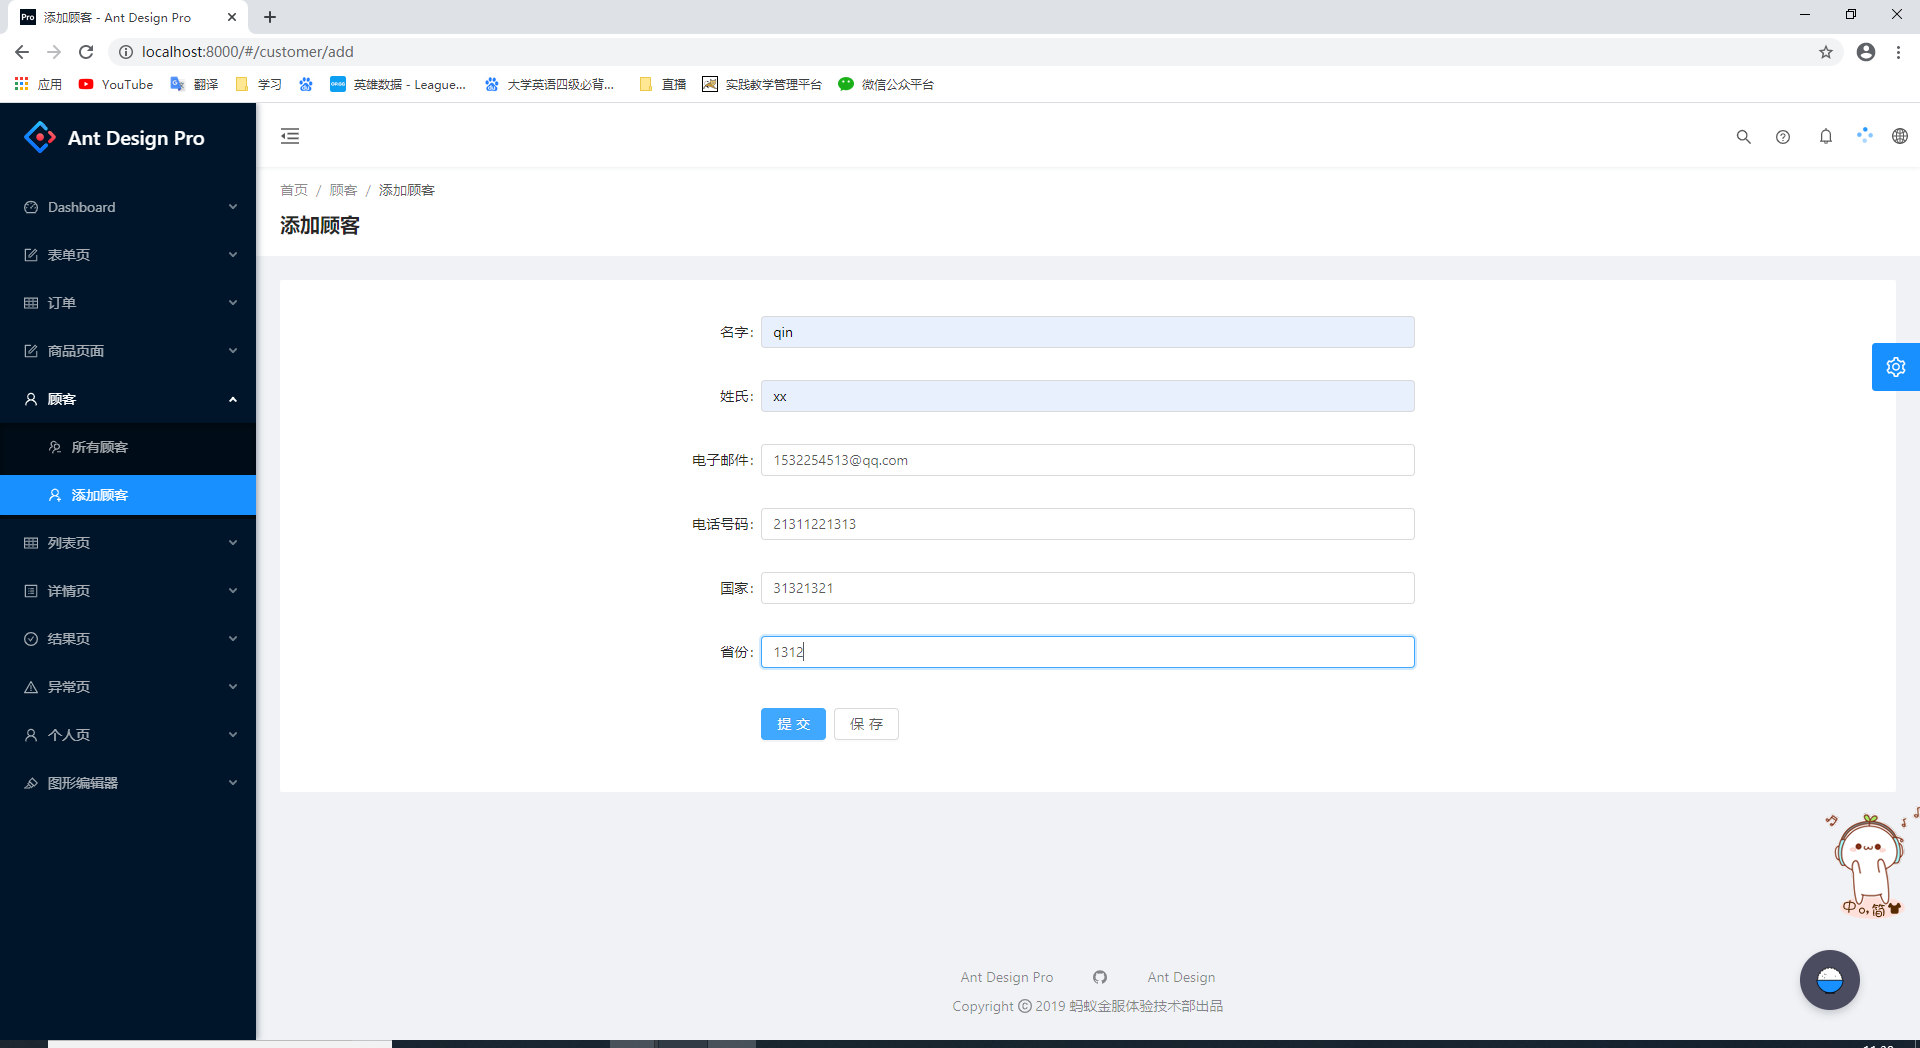 Pro 添加顾客 - Ant Design Pro
localhost:8000/#/customer/add
应用 YouTube 翻译 学习 英雄数据 - League... 大学英语四级必背... 直播 实践教学管理平台 微信公众平台
Ant Design Pro
Dashboard
表单页
订单
商品页面
顾客
所有顾客
添加顾客
列表页
详情页
结果页
异常页
个人页
图形编辑器
首页 / 顾客 / 添加顾客
添加顾客
名字: qin
姓氏: xx
电子邮件: 1532254513@qq.com
电话号码: 21311221313
国家: 31321321
省份: 1312
提 交 保 存
中 简
Ant Design Pro Ant Design
Copyright © 2019 蚂蚁金服体验技术部出品